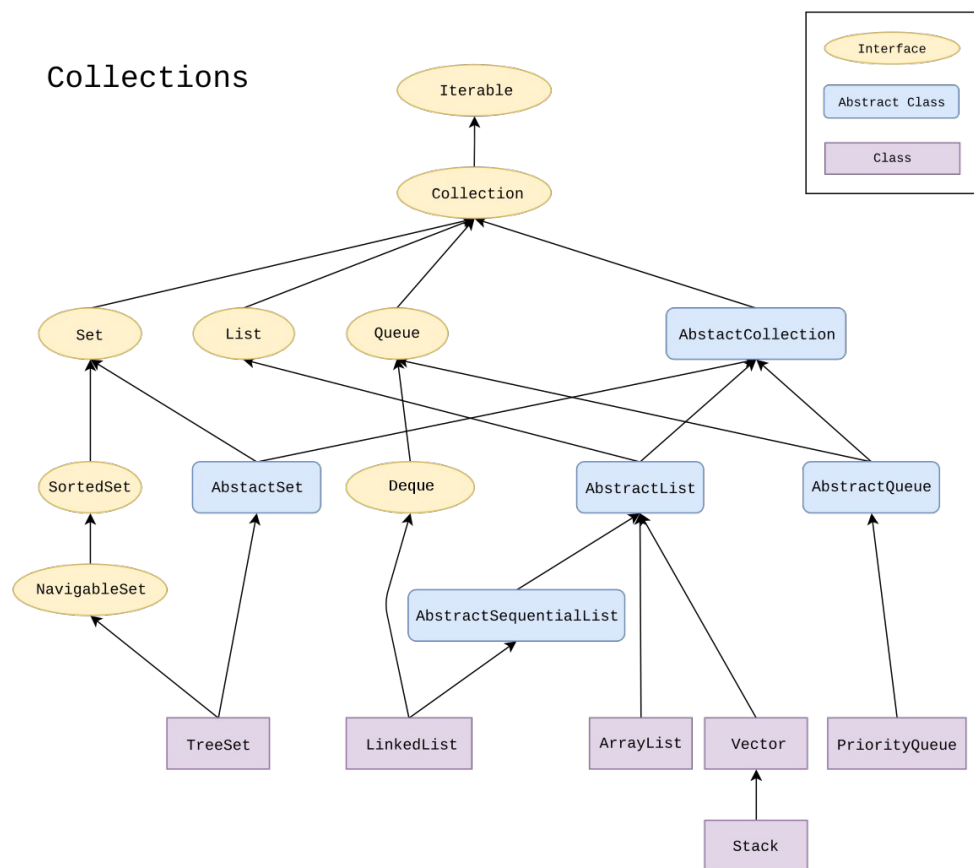 Collections
Interface
Abstract Class
Class
Iterable
Collection
Set
List
Queue
AbstactCollection
SortedSet
AbstactSet
Deque
AbstractList
AbstractQueue
NavigableSet
AbstractSequentialList
TreeSet
LinkedList
ArrayList
Vector
PriorityQueue
Stack